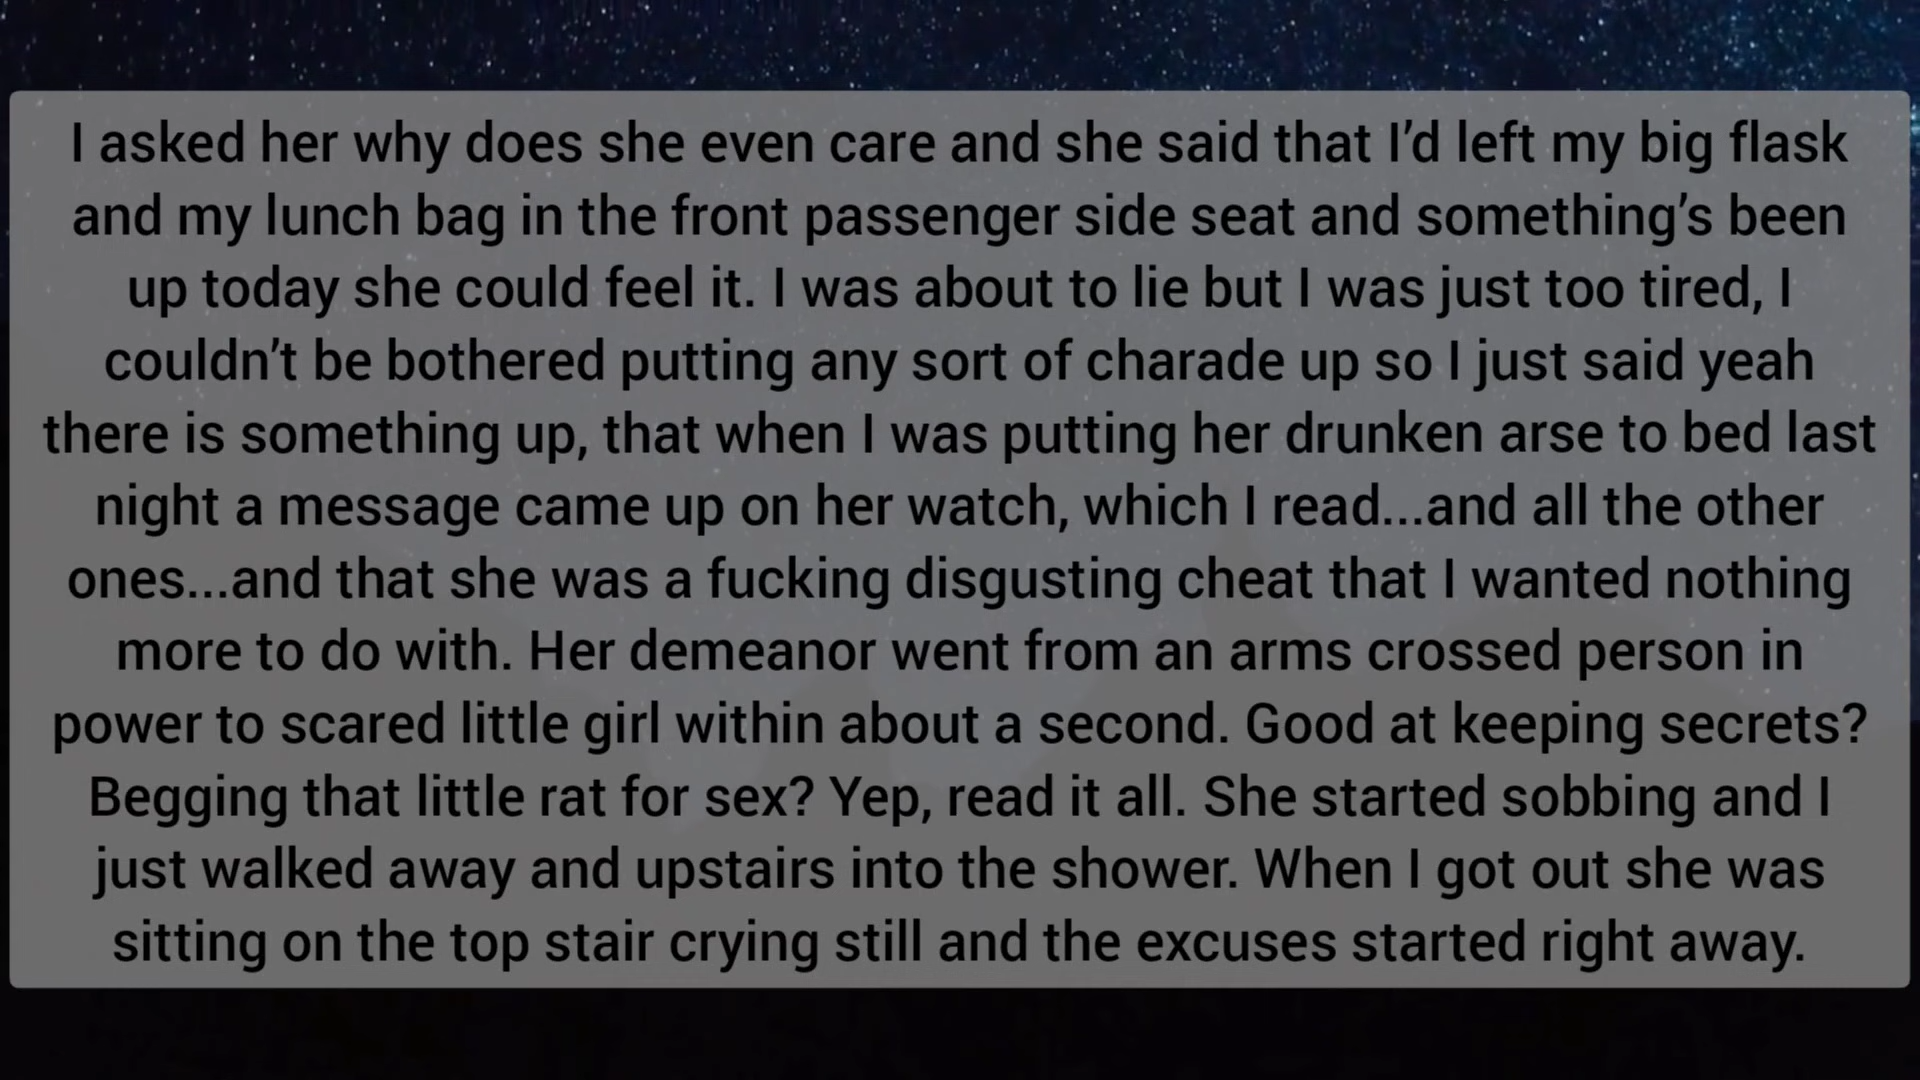 I asked her why does she even care and she said that I’d left my big flask
and my lunch bag in the front passenger side seat and something’s been
up today she could feel it. I was about to lie but I was just too tired, I
couldn’t be bothered putting any sort of charade up so I just said yeah
there is something up, that when I was putting her drunken arse to bed last
night a message came up on her watch, which I read...and all the other
ones...and that she was a fucking disgusting cheat that I wanted nothing
more to do with. Her demeanor went from an arms crossed person in
power to scared little girl within about a second. Good at keeping secrets?
Begging that little rat for sex? Yep, read it all. She started sobbing and I
just walked away and upstairs into the shower. When I got out she was
sitting on the top stair crying still and the excuses started right away.